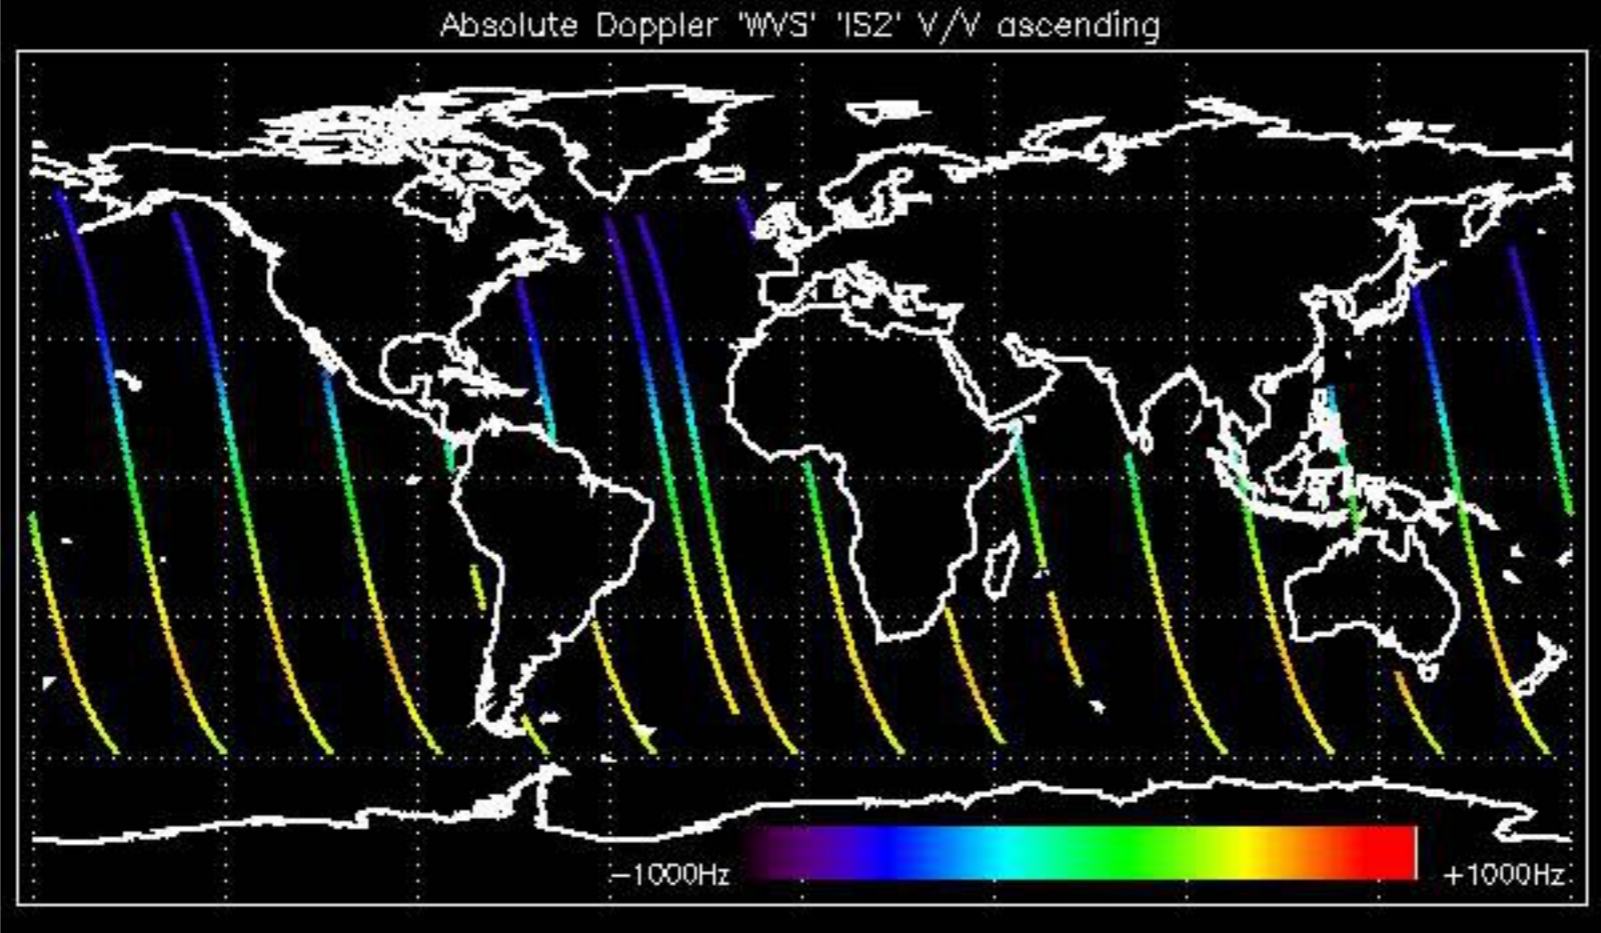 Absolute Doppler 'WVS' 'IS2' V/V ascending
-1000Hz +1000Hz